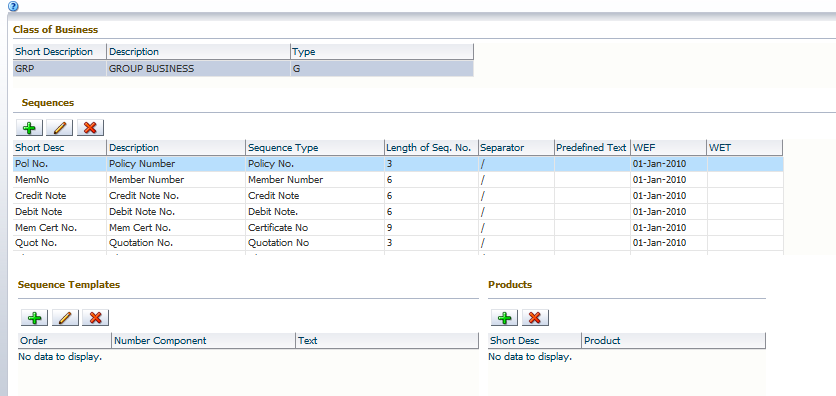 ?
Class of Business
Short Description Description Type
GRP GROUP BUSINESS G
Sequences
Short Desc Description Sequence Type Length of Seq. No. Separator Predefined Text WEF WET
Pol No. Policy Number Policy No. 3 / 01-Jan-2010
MemNo Member Number Member Number 6 / 01-Jan-2010
Credit Note Credit Note No. Credit Note 6 / 01-Jan-2010
Debit Note Debit Note No. Debit Note. 6 / 01-Jan-2010
Mem Cert No. Mem Cert No. Certificate No 9 / 01-Jan-2010
Quot No. Quotation No. Quotation No 3 / 01-Jan-2010
Sequence Templates Products
Order Number Component Text Short Desc Product
No data to display. No data to display.